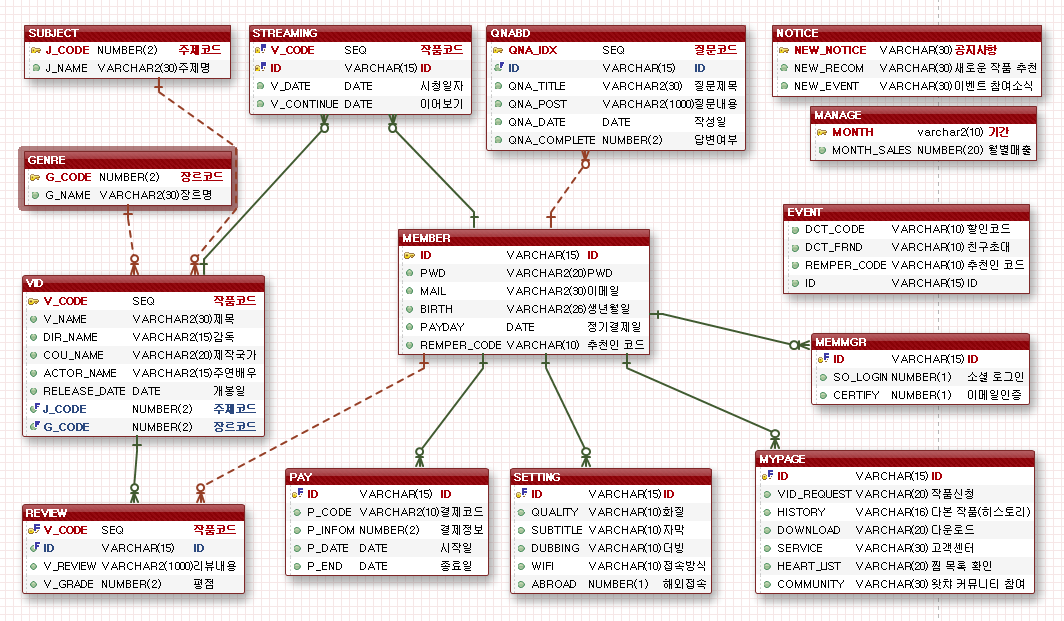 SUBJECT
J_CODE NUMBER(2) 주제코드
J_NAME VARCHAR2(30)주제명
STREAMING
V_CODE SEQ 작품코드
ID VARCHAR(15) ID
V_DATE DATE 시청일자
V_CONTINUE DATE 이어보기
QNABD
QNA_IDX SEQ 질문코드
ID VARCHAR(15) ID
QNA_TITLE VARCHAR2(30) 질문제목
QNA_POST VARCHAR2(1000)질문내용
QNA_DATE DATE 작성일
QNA_COMPLETE NUMBER(2) 답변여부
NOTICE
NEW_NOTICE VARCHAR(30)공지사항
NEW_RECOM VARCHAR(30)새로운 작품 추천
NEW_EVENT VARCHAR(30)이벤트 참여소식
MANAGE
MONTH varchar2(10) 기간
MONTH_SALES NUMBER(20) 월별매출
GENRE
G_CODE NUMBER(2) 장르코드
G_NAME VARCHAR2(30)장르명
EVENT
DCT_CODE VARCHAR(10)할인코드
DCT_FRND VARCHAR(10)친구초대
REMPER_CODE VARCHAR(10)추천인 코드
ID VARCHAR(15)ID
MEMBER
ID VARCHAR(15) ID
PWD VARCHAR2(20)PWD
MAIL VARCHAR2(30)이메일
BIRTH VARCHAR2(26)생년월일
PAYDAY DATE 정기결제일
REMPER_CODE VARCHAR(10) 추천인 코드
VID
V_CODE SEQ 작품코드
V_NAME VARCHAR2(30)제목
DIR_NAME VARCHAR2(15)감독
COU_NAME VARCHAR2(20)제작국가
ACTOR_NAME VARCHAR2(15)주연배우
RELEASE_DATE DATE 개봉일
J_CODE NUMBER(2) 주제코드
G_CODE NUMBER(2) 장르코드
MEMMGR
ID VARCHAR(15)ID
SO_LOGIN NUMBER(1) 소셜 로그인
CERTIFY NUMBER(1) 이메일인증
REVIEW
V_CODE SEQ 작품코드
ID VARCHAR(15) ID
V_REVIEW VARCHAR2(1000)리뷰내용
V_GRADE NUMBER(2) 평점
PAY
ID VARCHAR(15) ID
P_CODE VARCHAR2(10)결제코드
P_INFOM NUMBER(2) 결제정보
P_DATE DATE 시작일
P_END DATE 종료일
SETTING
ID VARCHAR(15)ID
QUALITY VARCHAR(10)화질
SUBTITLE VARCHAR(10)자막
DUBBING VARCHAR(10)더빙
WIFI VARCHAR(10)접속방식
ABROAD NUMBER(1) 해외접속
MYPAGE
ID VARCHAR(15)ID
VID_REQUEST VARCHAR(20)작품신청
HISTORY VARCHAR(16)다본 작품(히스토리)
DOWNLOAD VARCHAR(20)다운로드
SERVICE VARCHAR(30)고객센터
HEART_LIST VARCHAR(20)찜 목록 확인
COMMUNITY VARCHAR(30)왓챠 커뮤니티 참여